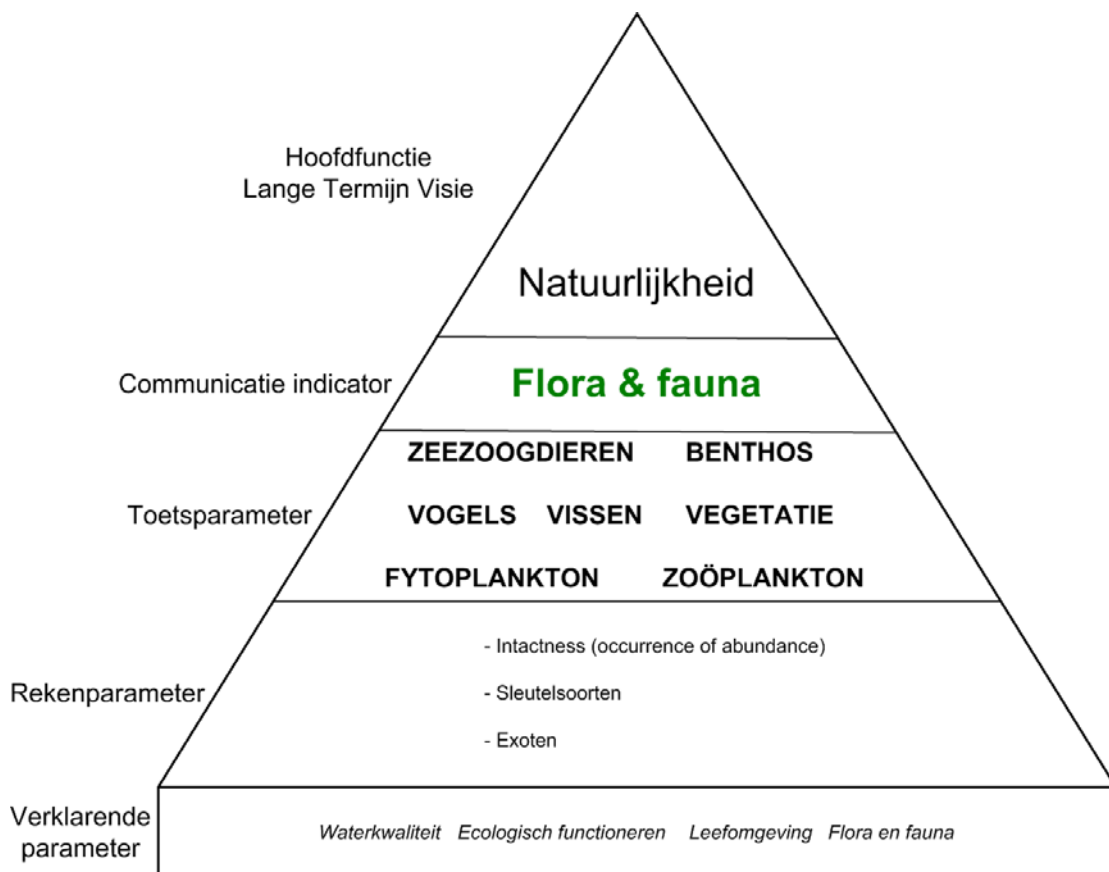 Hoofdfunctie
Lange Termijn Visie
Natuurlijkheid
Communicatie indicator
Flora & fauna
Toetsparameter
ZEEZOOGDIEREN BENTHOS
VOGELS VISSEN VEGETATIE
FYTOPLANKTON ZOÖPLANKTON
Rekenparameter
- Intactness (occurrence of abundance)
- Sleutelsoorten
- Exoten
Verklarende
parameter
Waterkwaliteit Ecologisch functioneren Leefomgeving Flora en fauna